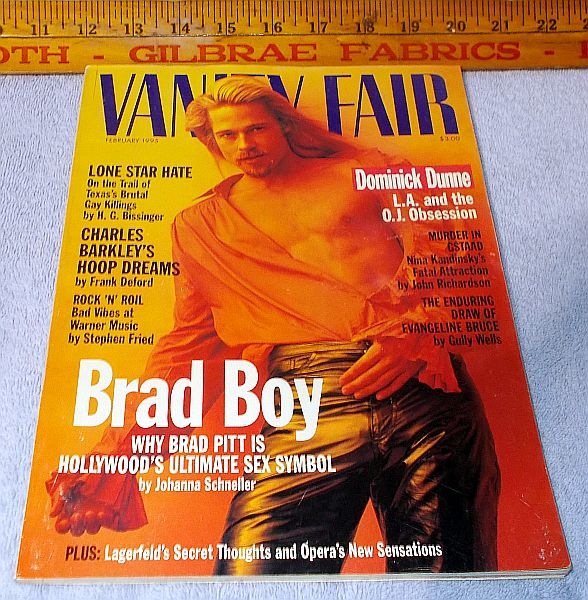 11 12 13 14 15 16 17 18 19 20 21 22
OTH - GILBRAE FABRICS -
VANITY FAIR
FEBRUARY 1995
$3.00
LONE STAR HATE
On the Trail of
Texas's Brutal
Gay Killings
by H. G. Bissinger
CHARLES
BARKLEY'S
HOOP DREAMS
by Frank Deford
ROCK 'N' ROIL
Bad Vibes at
Warner Music
by Stephen Fried
Dominick Dunne
L.A. and the
O.J. Obsession
MURDER IN
GSTAAD
Nina Kandinsky's
Fatal Attraction
by John Richardson
THE ENDURING
DRAW OF
EVANGELINE BRUCE
by Gully Wells
Brad Boy
WHY BRAD PITT IS
HOLLYWOOD'S ULTIMATE SEX SYMBOL
by Johanna Schneller
PLUS: Lagerfeld's Secret Thoughts and Opera's New Sensations